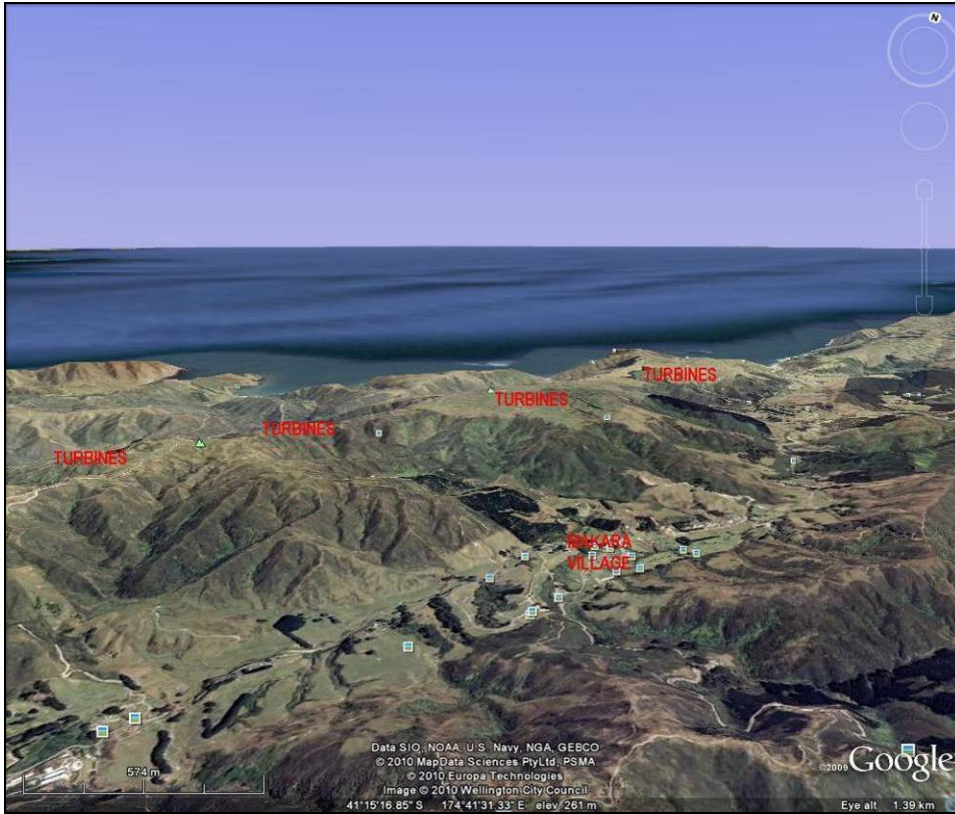 N
TURBINES
TURBINES
TURBINES
TURBINES
MAKARA
VILLAGE
574 m
Data SIO, NOAA, U.S. Navy, NGA, GEBCO
© 2010 MapData Sciences PtyLtd, PSMA
© 2010 Europa Technologies
Image © 2010 Wellington City Council
©2009 Google
41°15'16.85" S 174°41'31.33" E elev 261 m
Eye alt 1.39 km